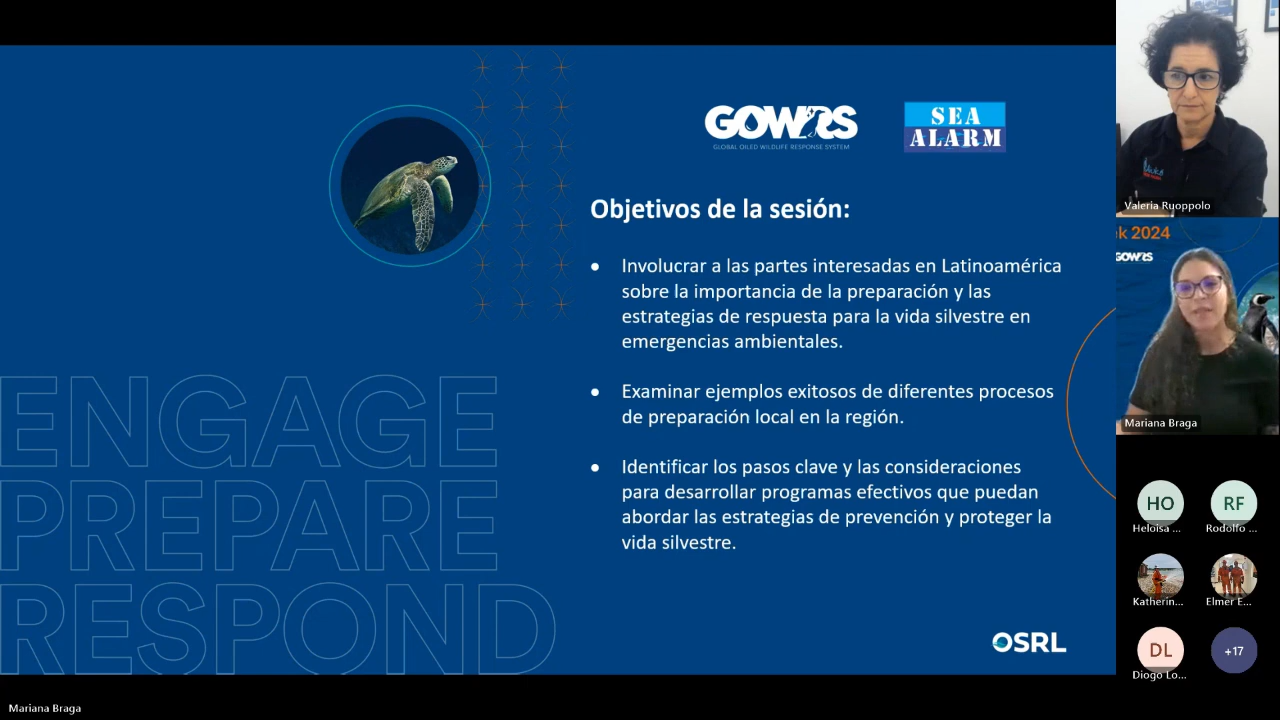 GOWRS
GLOBAL OILED WILDLIFE RESPONSE SYSTEM
SEA
ALARM
Objetivos de la sesión:
• Involucrar a las partes interesadas en Latinoamérica
sobre la importancia de la preparación y las
estrategias de respuesta para la vida silvestre en
emergencias ambientales.
• Examinar ejemplos exitosos de diferentes procesos
de preparación local en la región.
• Identificar los pasos clave y las consideraciones
para desarrollar programas efectivos que puedan
abordar las estrategias de prevención y proteger la
vida silvestre.
ENGAGE
PREPARE
RESPOND
OSRL
Valeria Ruoppolo
ek 2024
GOWRS
Mariana Braga
HO
Heloisa ...
RF
Rodolfo ...
Katherin...
Elmer E...
DL
Diogo Lo...
+17
Mariana Braga